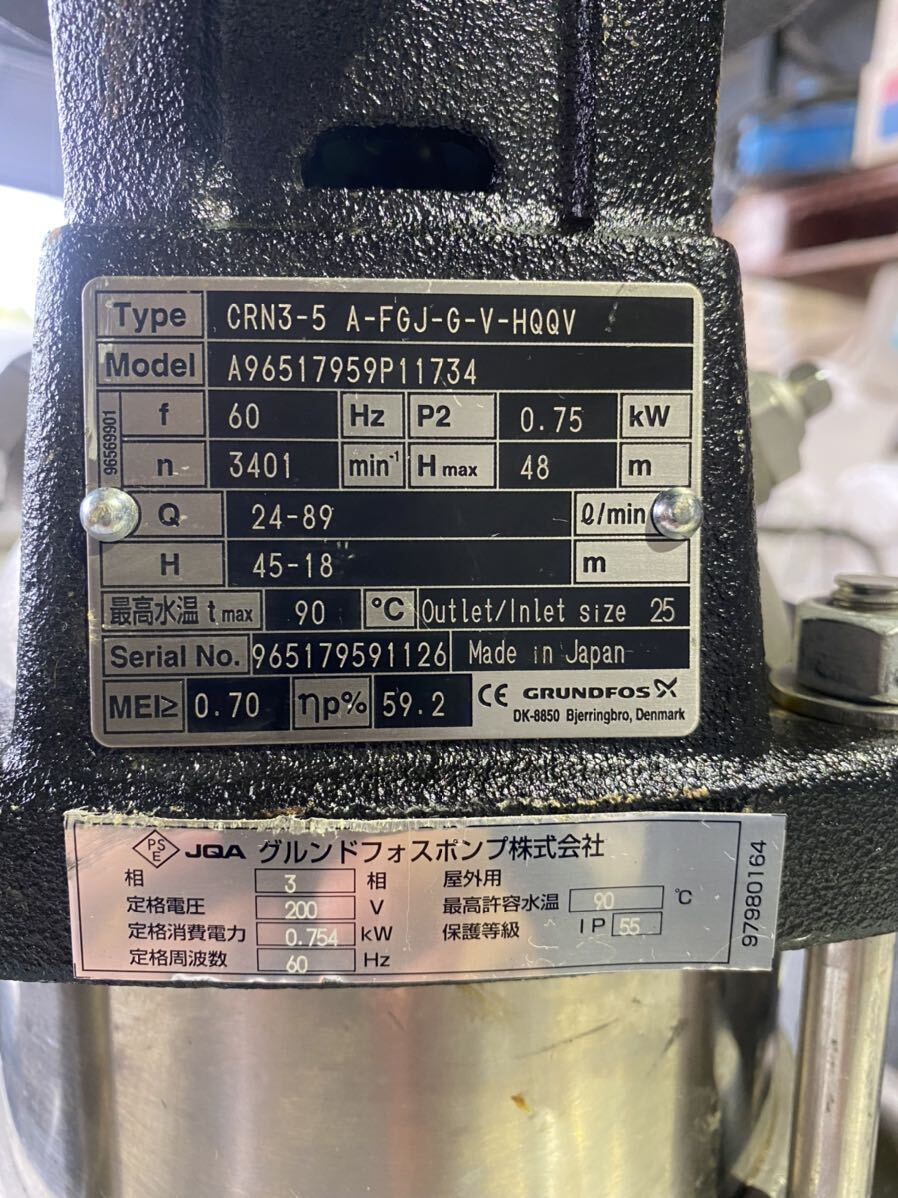 Type CRN3-5 A-FGJ-G-V-HQQV
Model A96517959P11734
96569901
f 60 Hz P2 0.75 kW
n 3401 min⁻¹ H max 48 m
Q 24-89 ℓ/min
H 45-18 m
最高水温 t max 90 °C Outlet/Inlet size 25
Serial No. 965179591126 Made in Japan
MEI≥ 0.70 ηp% 59.2 CE GRUNDFOS X
DK-8850 Bjerringbro, Denmark
PSE JQA グルンドフォスポンプ株式会社
相 3 相 屋外用
定格電圧 200 V 最高許容水温 90 °C
定格消費電力 0.754 kW 保護等級 IP 55
定格周波数 60 Hz
97980164